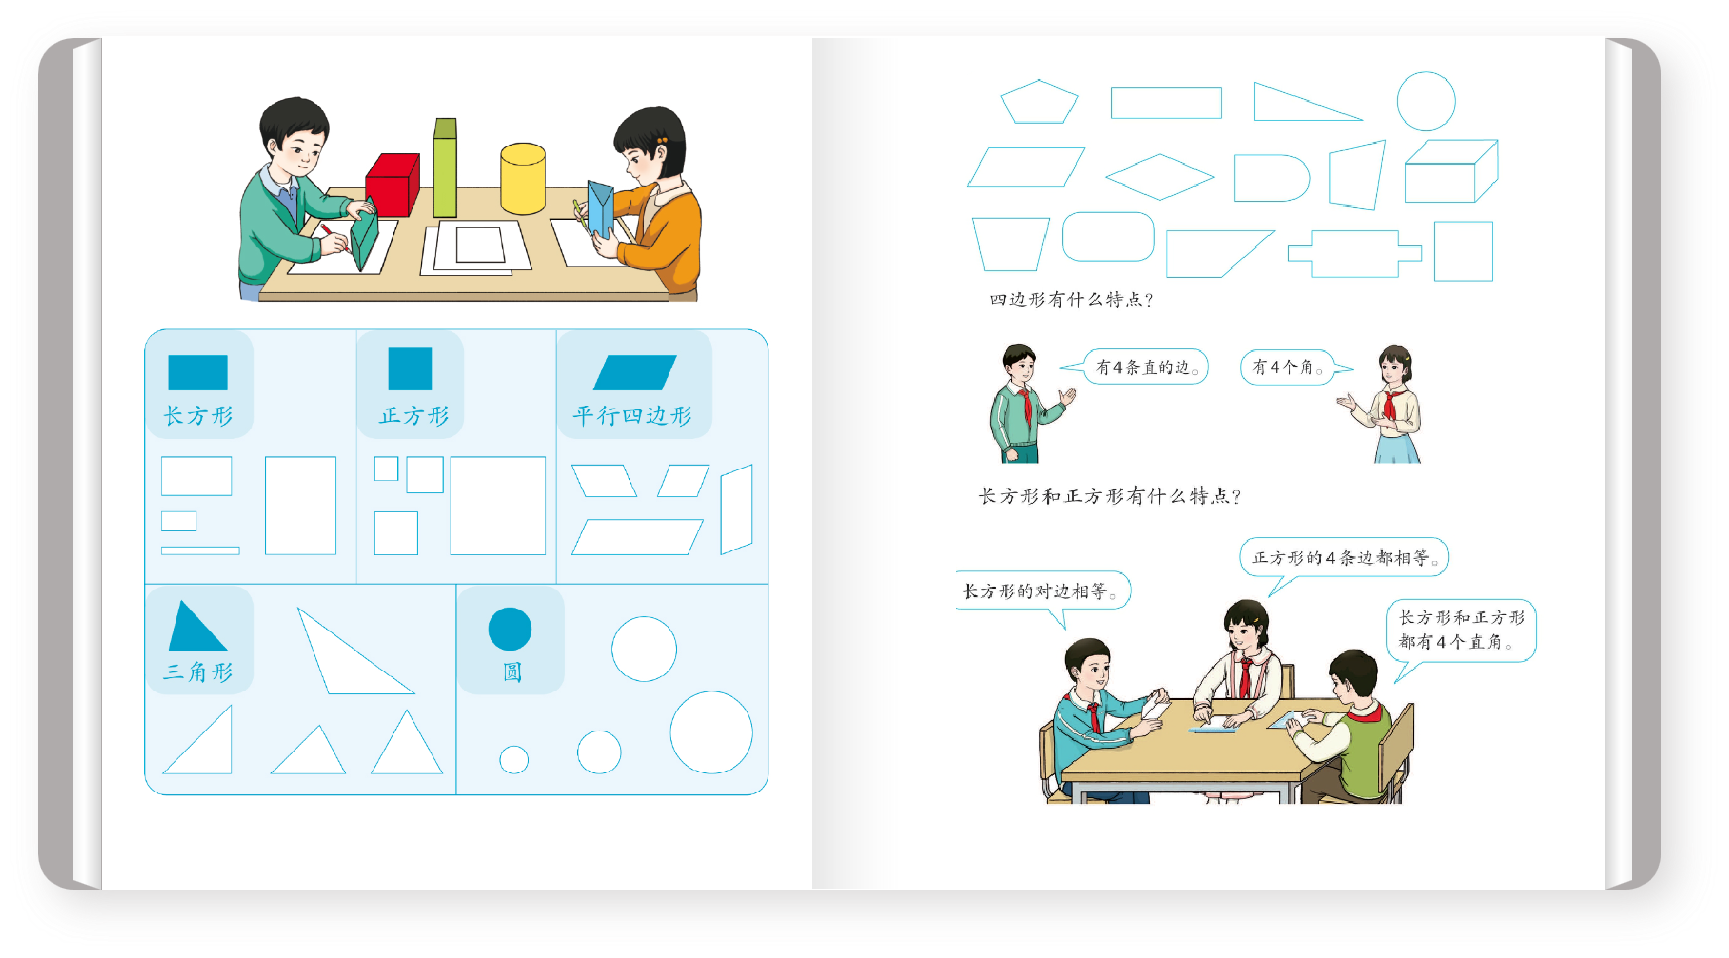 长方形
正方形
平行四边形
三角形
圆
四边形有什么特点？
有4条直的边。
有4个角。
长方形和正方形有什么特点？
正方形的4条边都相等。
长方形的对边相等。
长方形和正方形
都有4个直角。